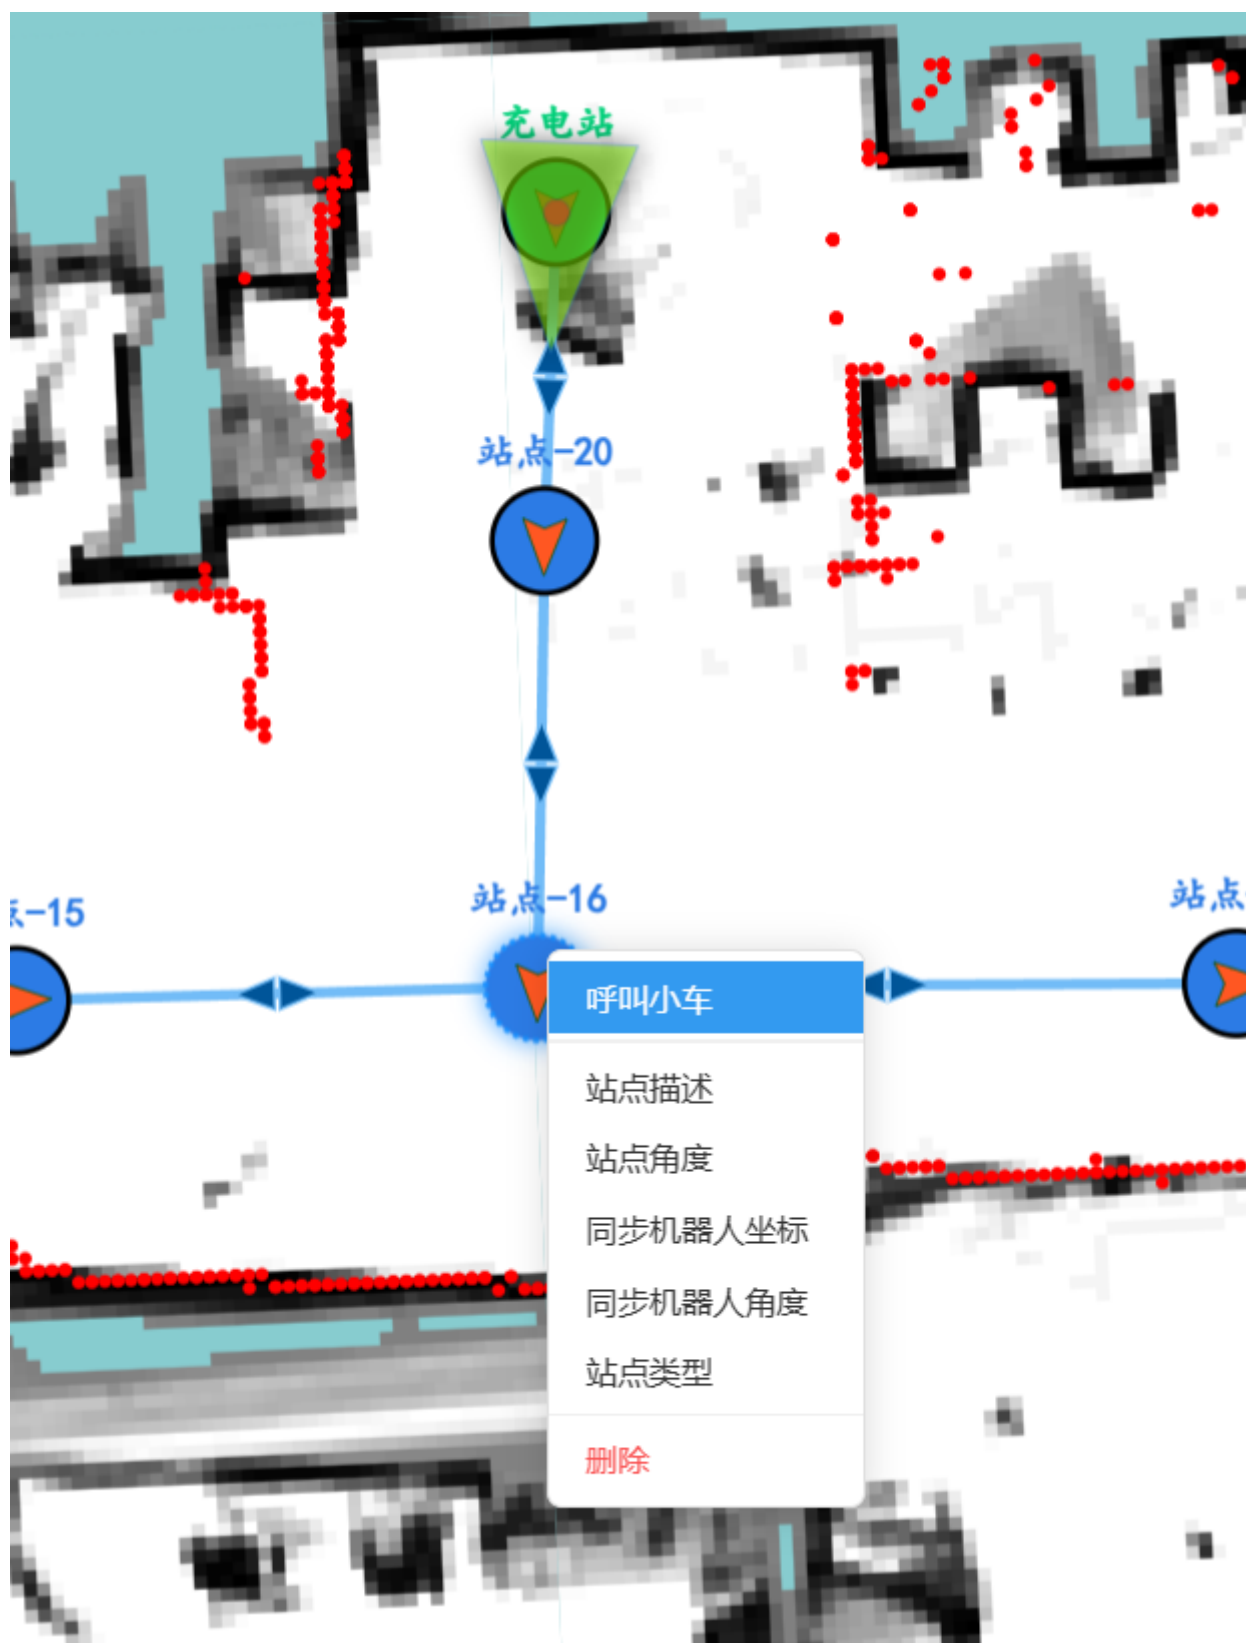 充电站
站点-20
站点-16
点-15
站点
呼叫小车
站点描述
站点角度
同步机器人坐标
同步机器人角度
站点类型
删除